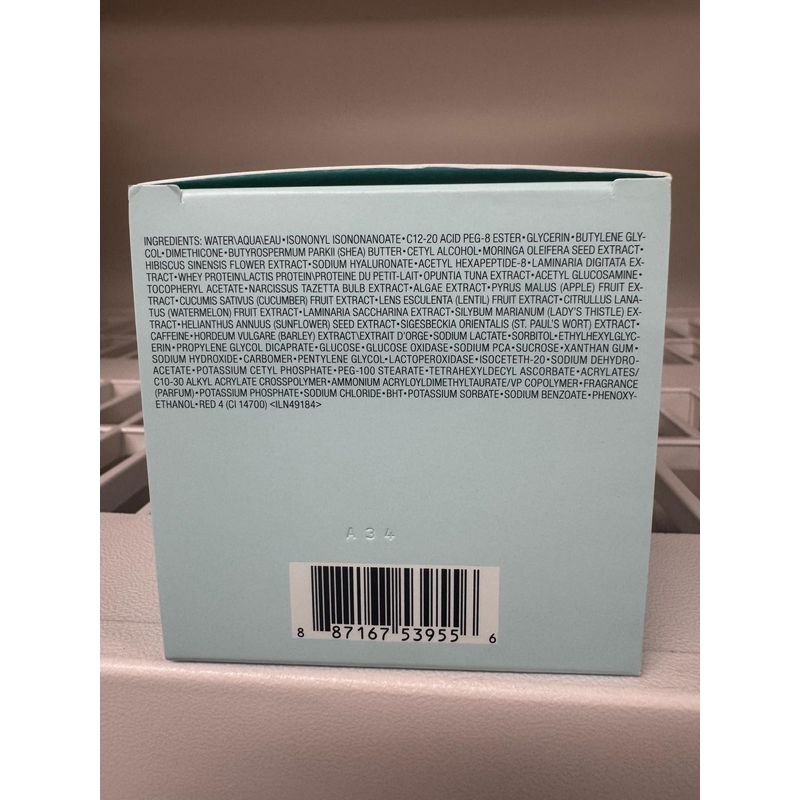 INGREDIENTS: WATER\AQUA\EAU•ISONONYL ISONONANOATE•C12-20 ACID PEG-8 ESTER•GLYCERIN•BUTYLENE GLY-
COL•DIMETHICONE•BUTYROSPERMUM PARKII (SHEA) BUTTER•CETYL ALCOHOL•MORINGA OLEIFERA SEED EXTRACT•
HIBISCUS SINENSIS FLOWER EXTRACT•SODIUM HYALURONATE•ACETYL HEXAPEPTIDE-8•LAMINARIA DIGITATA EX-
TRACT•WHEY PROTEIN\LACTIS PROTEIN\PROTEINE DU PETIT-LAIT•OPUNTIA TUNA EXTRACT•ACETYL GLUCOSAMINE•
TOCOPHERYL ACETATE•NARCISSUS TAZETTA BULB EXTRACT•ALGAE EXTRACT•PYRUS MALUS (APPLE) FRUIT EX-
TRACT•CUCUMIS SATIVUS (CUCUMBER) FRUIT EXTRACT•LENS ESCULENTA (LENTIL) FRUIT EXTRACT•CITRULLUS LANA-
TUS (WATERMELON) FRUIT EXTRACT•LAMINARIA SACCHARINA EXTRACT•SILYBUM MARIANUM (LADY'S THISTLE) EX-
TRACT•HELIANTHUS ANNUUS (SUNFLOWER) SEED EXTRACT•SIGESBECKIA ORIENTALIS (ST. PAUL'S WORT) EXTRACT•
CAFFEINE•HORDEUM VULGARE (BARLEY) EXTRACT\EXTRAIT D'ORGE•SODIUM LACTATE•SORBITOL•ETHYLHEXYLGLYC-
ERIN•PROPYLENE GLYCOL DICAPRATE•GLUCOSE•GLUCOSE OXIDASE•SODIUM PCA•SUCROSE•XANTHAN GUM•
SODIUM HYDROXIDE•CARBOMER•PENTYLENE GLYCOL•LACTOPEROXIDASE•ISOCETETH-20•SODIUM DEHYDRO-
ACETATE•POTASSIUM CETYL PHOSPHATE•PEG-100 STEARATE•TETRAHEXYLDECYL ASCORBATE•ACRYLATES/
C10-30 ALKYL ACRYLATE CROSSPOLYMER•AMMONIUM ACRYLOYLDIMETHYLTAURATE/VP COPOLYMER•FRAGRANCE
(PARFUM)•POTASSIUM PHOSPHATE•SODIUM CHLORIDE•BHT•POTASSIUM SORBATE•SODIUM BENZOATE•PHENOXY-
ETHANOL•RED 4 (CI 14700) <ILN49184>
A34
8 87167 53955 6